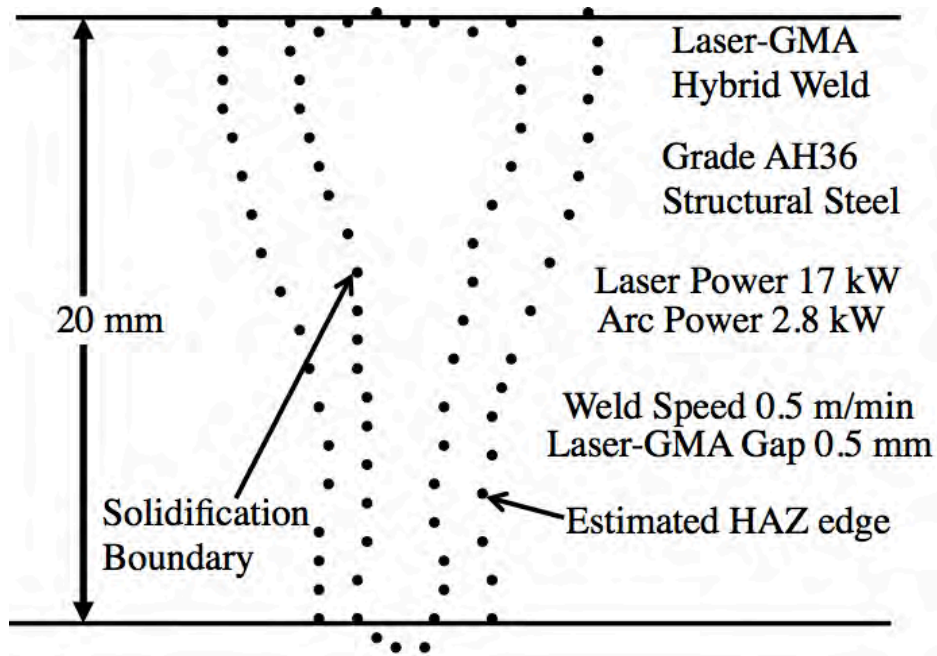 Laser-GMA
Hybrid Weld
Grade AH36
Structural Steel
Laser Power 17 kW
Arc Power 2.8 kW
20 mm
Weld Speed 0.5 m/min
Laser-GMA Gap 0.5 mm
Solidification
Boundary
Estimated HAZ edge